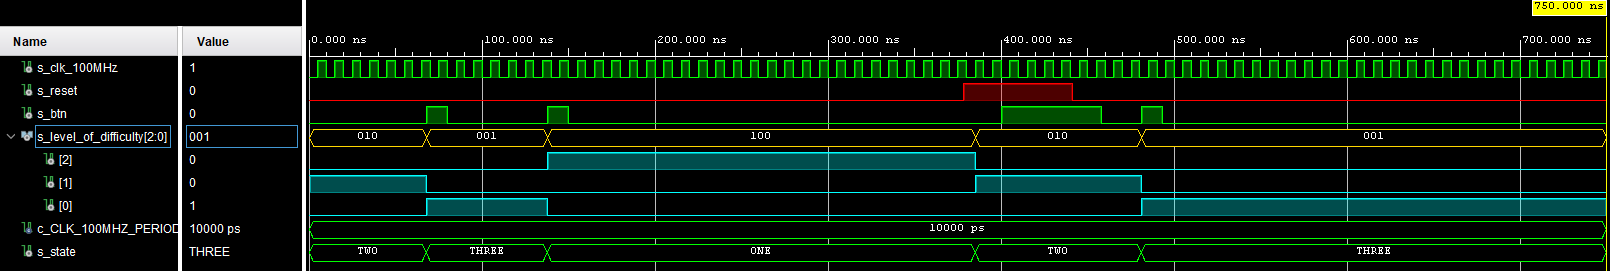 750.000 ns
Name Value
0.000 ns 100.000 ns 200.000 ns 300.000 ns 400.000 ns 500.000 ns 600.000 ns 700.000 ns
s_clk_100MHz 1
s_reset 0
s_btn 0
s_level_of_difficulty[2:0] 001 010 001 100 010 001
[2] 0
[1] 0
[0] 1
c_CLK_100MHZ_PERIOD 10000 ps 10000 ps
s_state THREE TWO THREE ONE TWO THREE